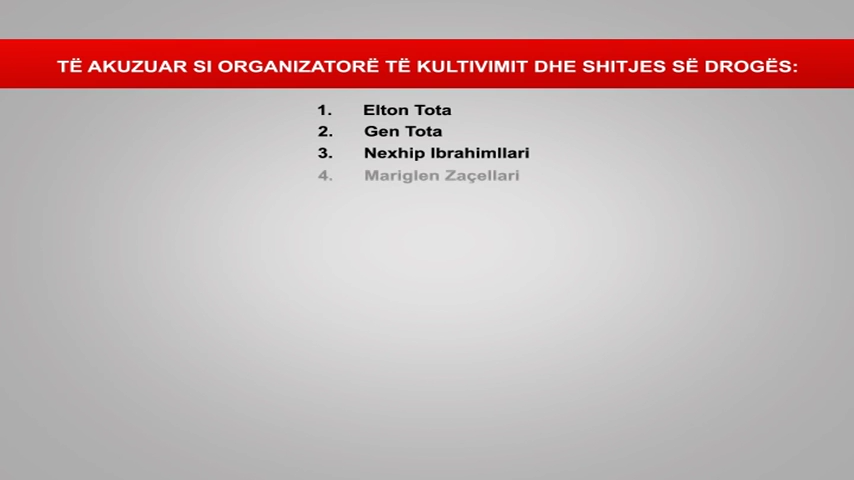 TË AKUZUAR SI ORGANIZATORË TË KULTIVIMIT DHE SHITJES SË DROGËS:
1. Elton Tota
2. Gen Tota
3. Nexhip Ibrahimllari
4. Mariglen Zaçellari